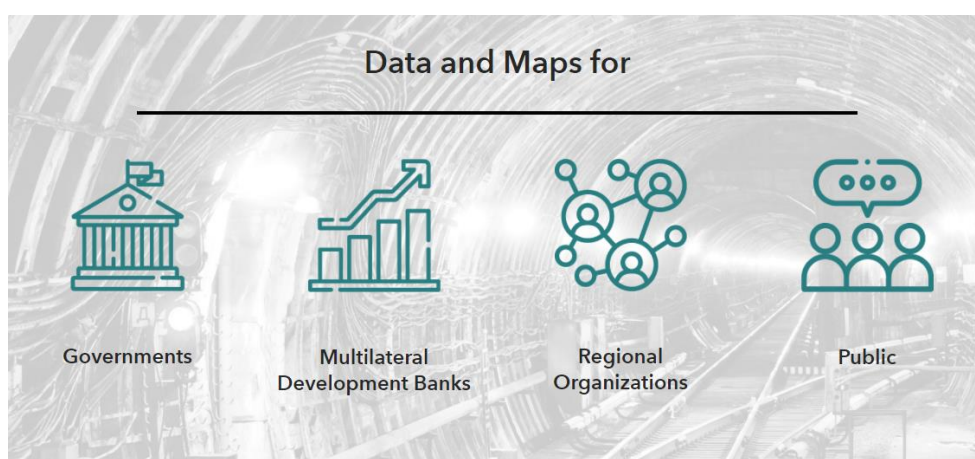 Data and Maps for
Governments
Multilateral
Development Banks
Regional
Organizations
Public